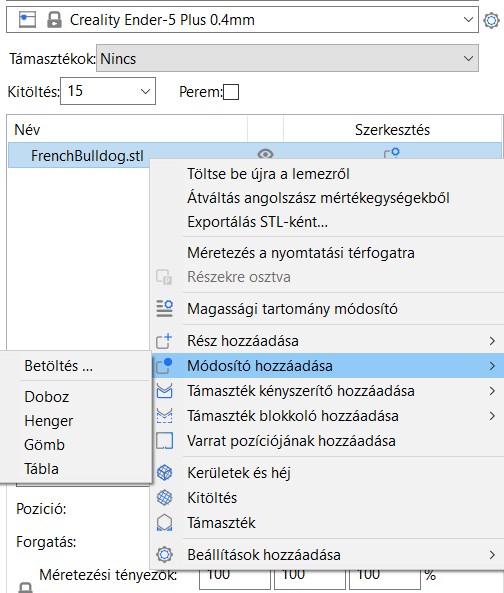 Creality Ender-5 Plus 0.4mm
Támasztékok: Nincs
Kitöltés: 15 Perem:
Név Szerkesztés
FrenchBulldog.stl
Töltse be újra a lemezről
Átváltás angolszász mértékegységekből
Exportálás STL-ként...
Méretezés a nyomtatási térfogatra
Részekre osztva
Magassági tartomány módosító
Rész hozzáadása
Módosító hozzáadása
Támaszték kényszerítő hozzáadása
Támaszték blokkoló hozzáadása
Varrat pozíciójának hozzáadása
Kerületek és héj
Kitöltés
Támaszték
Beállítások hozzáadása
Betöltés ...
Doboz
Henger
Gömb
Tábla
Pozició:
Forgatás:
Méretezési tényezők: 100 100 100 %